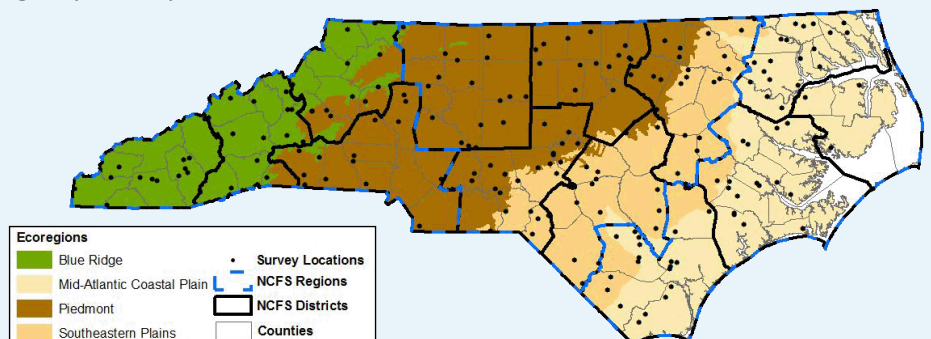 Ecoregions
Blue Ridge
Mid-Atlantic Coastal Plain
Piedmont
Southeastern Plains
Survey Locations
NCFS Regions
NCFS Districts
Counties